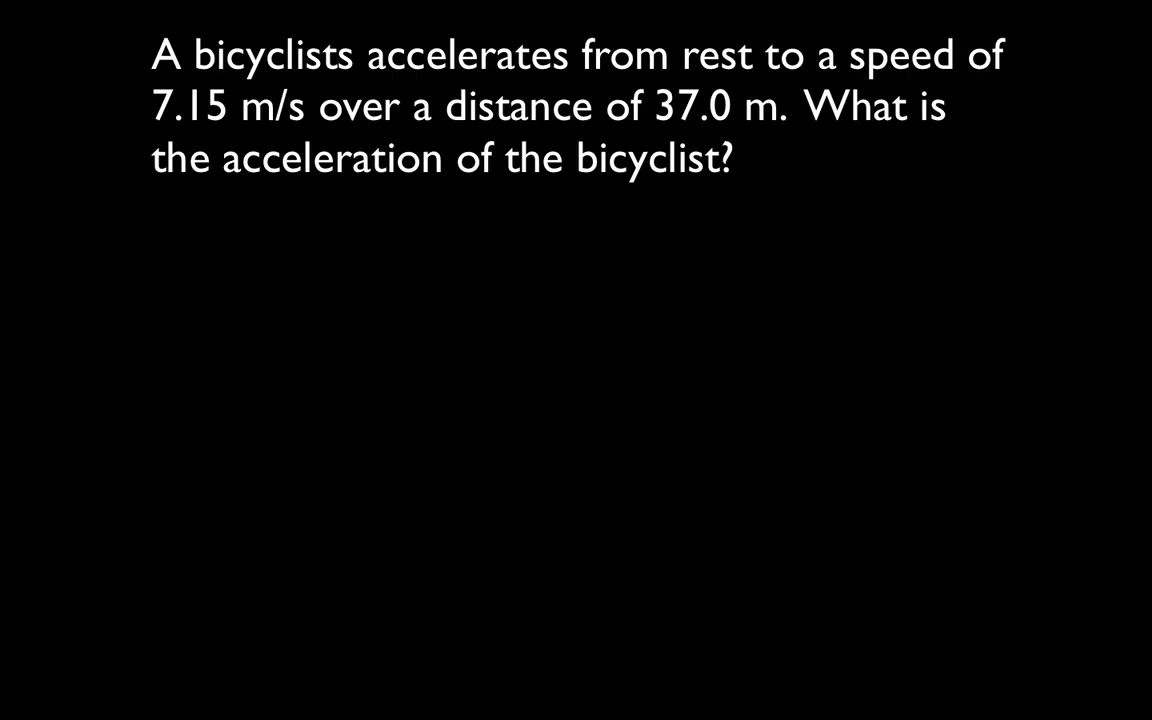 A bicyclists accelerates from rest to a speed of
7.15 m/s over a distance of 37.0 m. What is
the acceleration of the bicyclist?